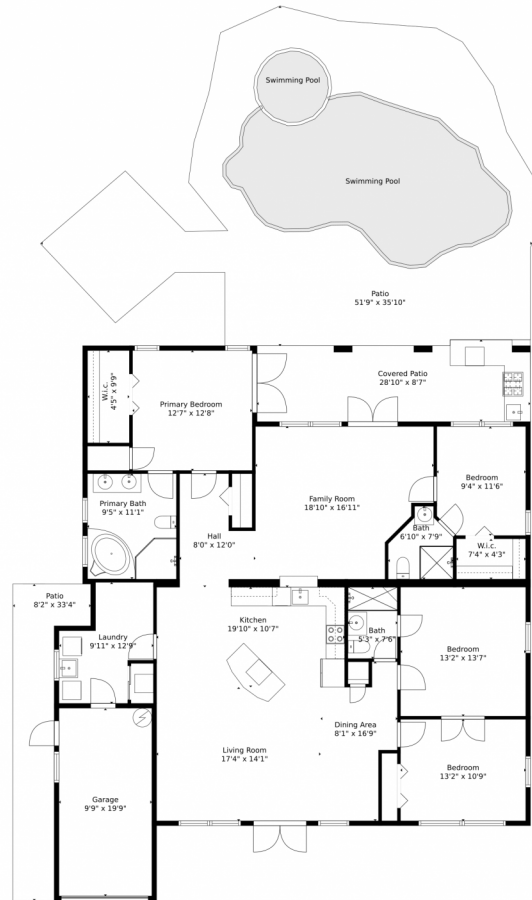 Swimming Pool
Swimming Pool
Patio
51'9" x 35'10"
Covered Patio
28'10" x 8'7"
W.i.c.
4'5" x 9'9"
Primary Bedroom
12'7" x 12'8"
Bedroom
9'4" x 11'6"
Family Room
18'10" x 16'11"
Primary Bath
9'5" x 11'1"
Bath
6'10" x 7'9"
Hall
8'0" x 12'0"
W.i.c.
7'4" x 4'3"
Patio
8'2" x 33'4"
Kitchen
19'10" x 10'7"
Bath
5'3" x 7'6"
Laundry
9'11" x 12'9"
Bedroom
13'2" x 13'7"
Dining Area
8'1" x 16'9"
Living Room
17'4" x 14'1"
Bedroom
13'2" x 10'9"
Garage
9'9" x 19'9"